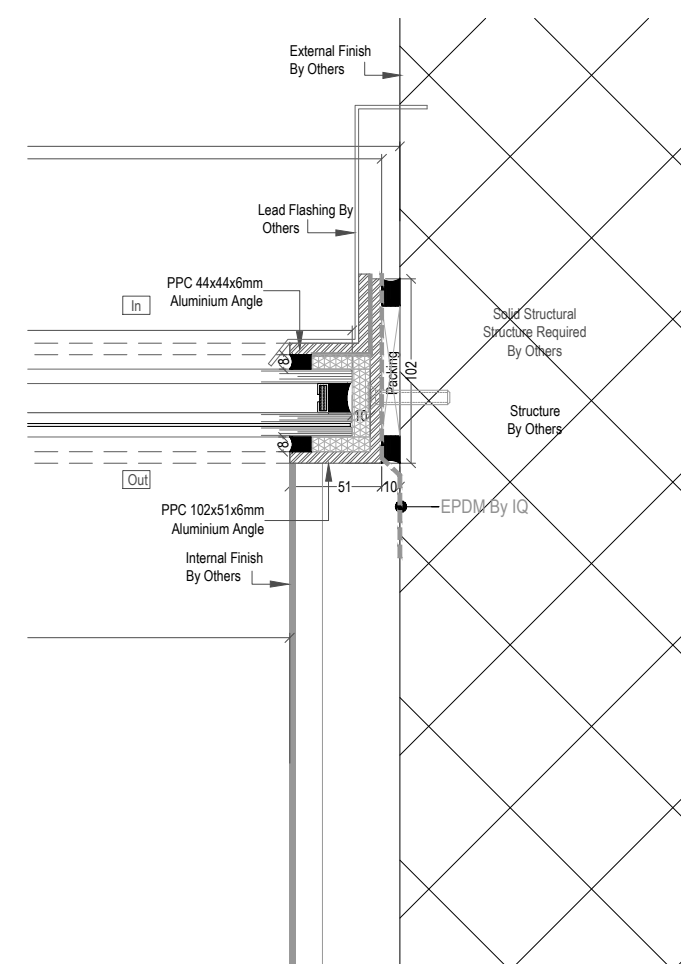 External Finish
By Others
Lead Flashing By
Others
PPC 44x44x6mm
Aluminium Angle
In
8
Packing
102
Solid Structural
Structure Required
By Others
Structure
By Others
10
8
Out
51
10
EPDM By IQ
PPC 102x51x6mm
Aluminium Angle
Internal Finish
By Others